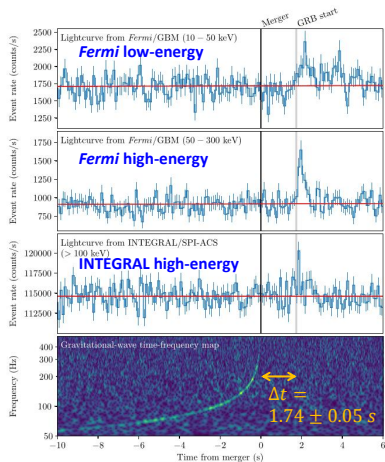 Merger
GRB start
Lightcurve from Fermi/GBM (10 − 50 keV)
Fermi low-energy
2500
2250
2000
1750
1500
1250
Event rate (counts/s)
Lightcurve from Fermi/GBM (50 − 300 keV)
Fermi high-energy
1750
1500
1250
1000
750
Event rate (counts/s)
Lightcurve from INTEGRAL/SPI-ACS
(> 100 keV)
INTEGRAL high-energy
120000
117500
115000
112500
Event rate (counts/s)
Gravitational-wave time-frequency map
400
300
200
100
50
Frequency (Hz)
Δt =
1.74 ± 0.05 s
-10 -8 -6 -4 -2 0 2 4 6
Time from merger (s)